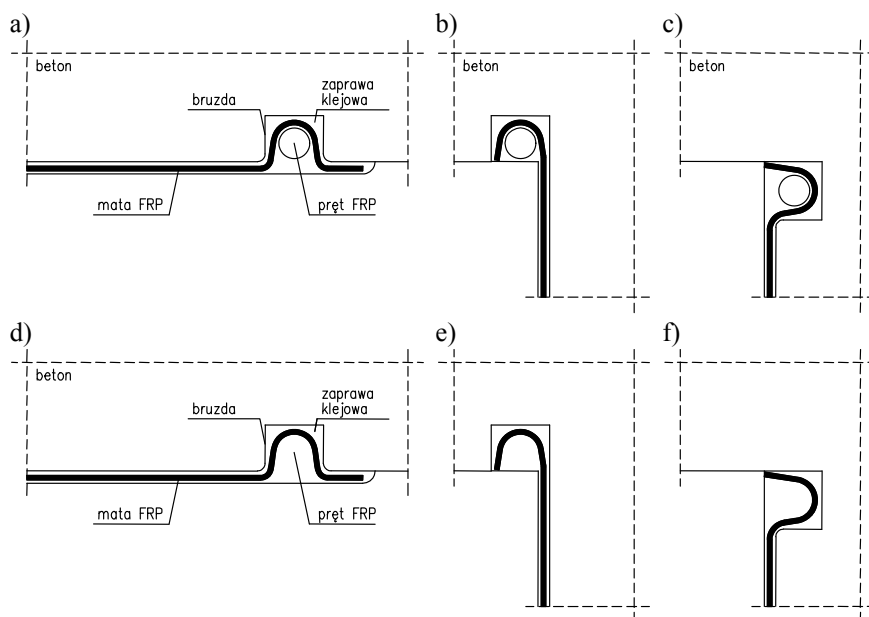 a)
b)
c)
beton
bruzda
zaprawa
klejowa
mata FRP
pręt FRP
beton
beton
d)
e)
f)
beton
bruzda
zaprawa
klejowa
mata FRP
pręt FRP